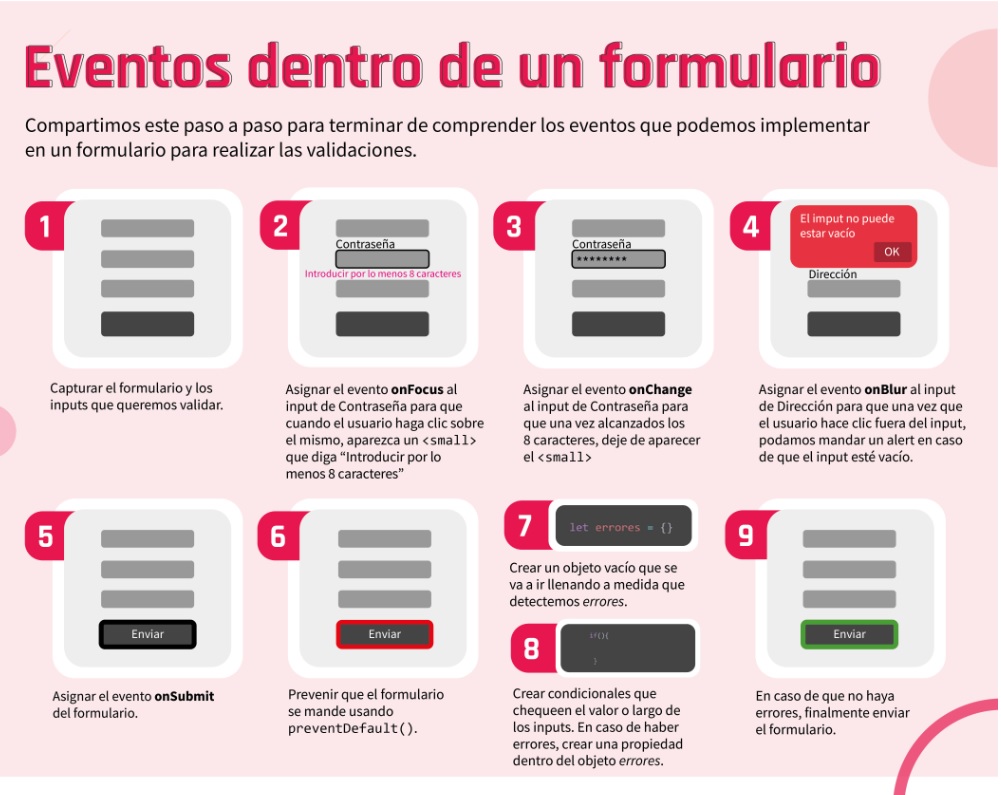 Eventos dentro de un formulario
Compartimos este paso a paso para terminar de comprender los eventos que podemos implementar
en un formulario para realizar las validaciones.
1
Capturar el formulario y los
inputs que queremos validar.
2
Contraseña
Introducir por lo menos 8 caracteres
Asignar el evento onFocus al
input de Contraseña para que
cuando el usuario haga clic sobre
el mismo, aparezca un <small>
que diga “Introducir por lo
menos 8 caracteres”
3
Contraseña
********
Asignar el evento onChange
al input de Contraseña para
que una vez alcanzados los
8 caracteres, deje de aparecer
el <small>
4
El imput no puede
estar vacío
OK
Dirección
Asignar el evento onBlur al input
de Dirección para que una vez que
el usuario hace clic fuera del input,
podamos mandar un alert en caso
de que el input esté vacío.
5
Enviar
Asignar el evento onSubmit
del formulario.
6
Enviar
Prevenir que el formulario
se mande usando
preventDefault().
7
let errores = {}
Crear un objeto vacío que se
va a ir llenando a medida que
detectemos errores.
8
if(){
}
Crear condicionales que
chequeen el valor o largo de
los inputs. En caso de haber
errores, crear una propiedad
dentro del objeto errores.
9
Enviar
En caso de que no haya
errores, finalmente enviar
el formulario.